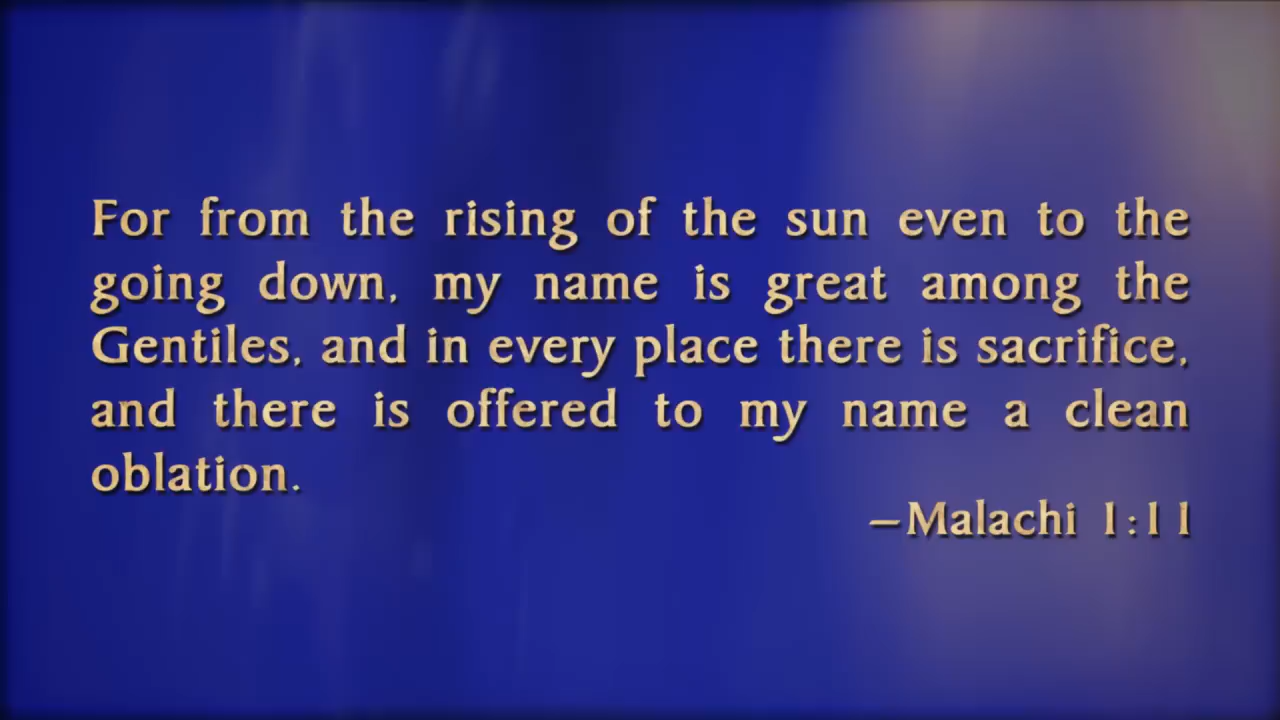 For from the rising of the sun even to the
going down, my name is great among the
Gentiles, and in every place there is sacrifice,
and there is offered to my name a clean
oblation.
—Malachi 1:11